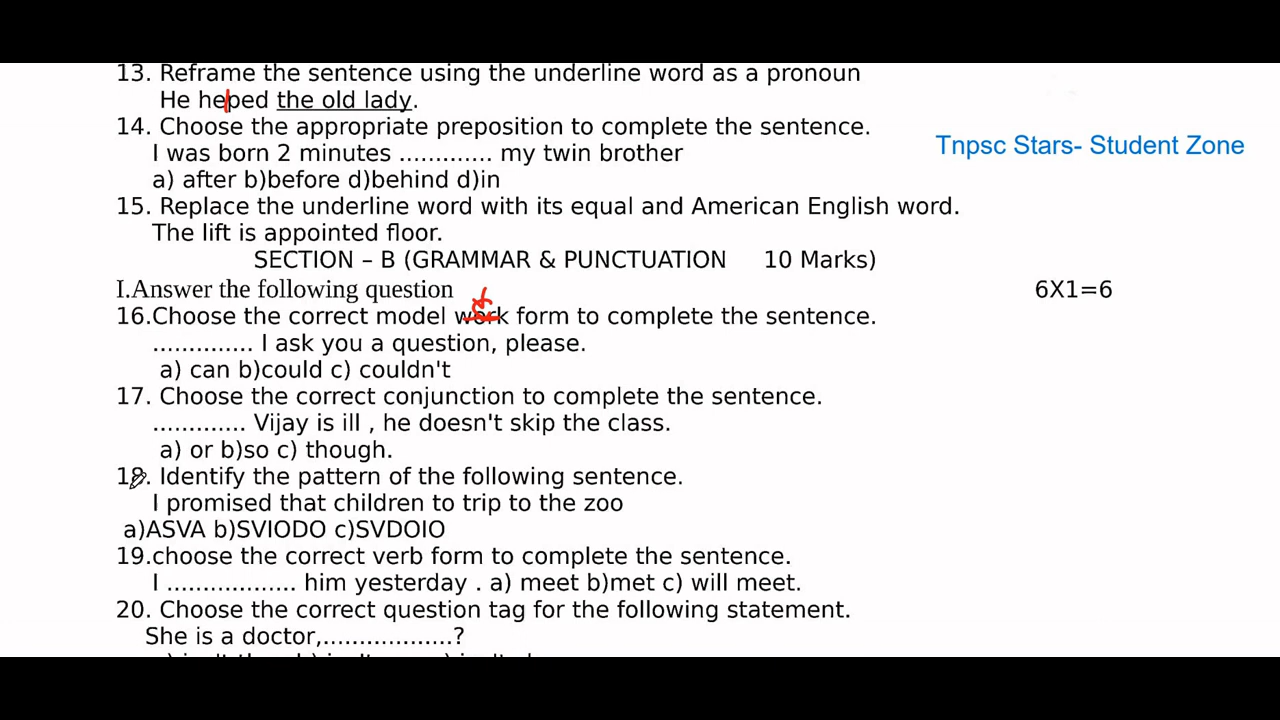 13. Reframe the sentence using the underline word as a pronoun
He heped the old lady.
14. Choose the appropriate preposition to complete the sentence.
I was born 2 minutes ............. my twin brother
Tnpsc Stars- Student Zone
a) after b)before d)behind d)in
15. Replace the underline word with its equal and American English word.
The lift is appointed floor.
SECTION – B (GRAMMAR & PUNCTUATION 10 Marks)
I.Answer the following question 6X1=6
16.Choose the correct model work form to complete the sentence.
.............. I ask you a question, please.
a) can b)could c) couldn't
17. Choose the correct conjunction to complete the sentence.
............. Vijay is ill , he doesn't skip the class.
a) or b)so c) though.
18. Identify the pattern of the following sentence.
I promised that children to trip to the zoo
a)ASVA b)SVIODO c)SVDOIO
19.choose the correct verb form to complete the sentence.
I .................. him yesterday . a) meet b)met c) will meet.
20. Choose the correct question tag for the following statement.
She is a doctor,..................?